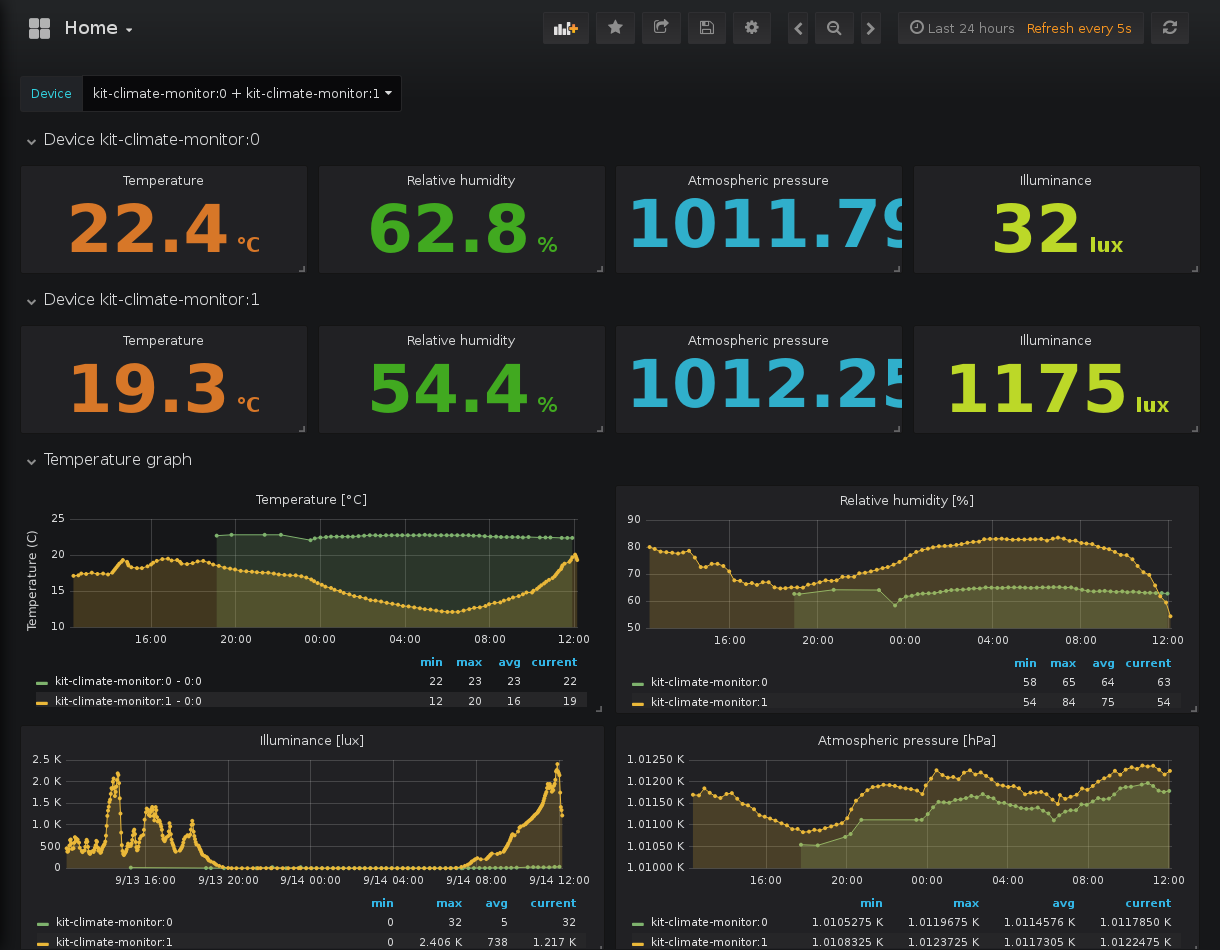 Home
Last 24 hours Refresh every 5s
Device kit-climate-monitor:0 + kit-climate-monitor:1
Device kit-climate-monitor:0
Temperature Relative humidity Atmospheric pressure Illuminance
22.4 °C 62.8 % 1011.79 32 lux
Device kit-climate-monitor:1
Temperature Relative humidity Atmospheric pressure Illuminance
19.3 °C 54.4 % 1012.25 1175 lux
Temperature graph
Temperature [°C]
Temperature (C)
25
20
15
10
16:00 20:00 00:00 04:00 08:00 12:00
min max avg current
kit-climate-monitor:0 - 0:0 22 23 23 22
kit-climate-monitor:1 - 0:0 12 20 16 19
Relative humidity [%]
90
80
70
60
50
16:00 20:00 00:00 04:00 08:00 12:00
min max avg current
kit-climate-monitor:0 58 65 64 63
kit-climate-monitor:1 54 84 75 54
Illuminance [lux]
2.5 K
2.0 K
1.5 K
1.0 K
500
0
9/13 16:00 9/13 20:00 9/14 00:00 9/14 04:00 9/14 08:00 9/14 12:00
min max avg current
kit-climate-monitor:0 0 32 5 32
kit-climate-monitor:1 0 2.406 K 738 1.217 K
Atmospheric pressure [hPa]
1.01250 K
1.01200 K
1.01150 K
1.01100 K
1.01050 K
1.01000 K
16:00 20:00 00:00 04:00 08:00 12:00
min max avg current
kit-climate-monitor:0 1.0105275 K 1.0119675 K 1.0114576 K 1.0117850 K
kit-climate-monitor:1 1.0108325 K 1.0123725 K 1.0117305 K 1.0122475 K